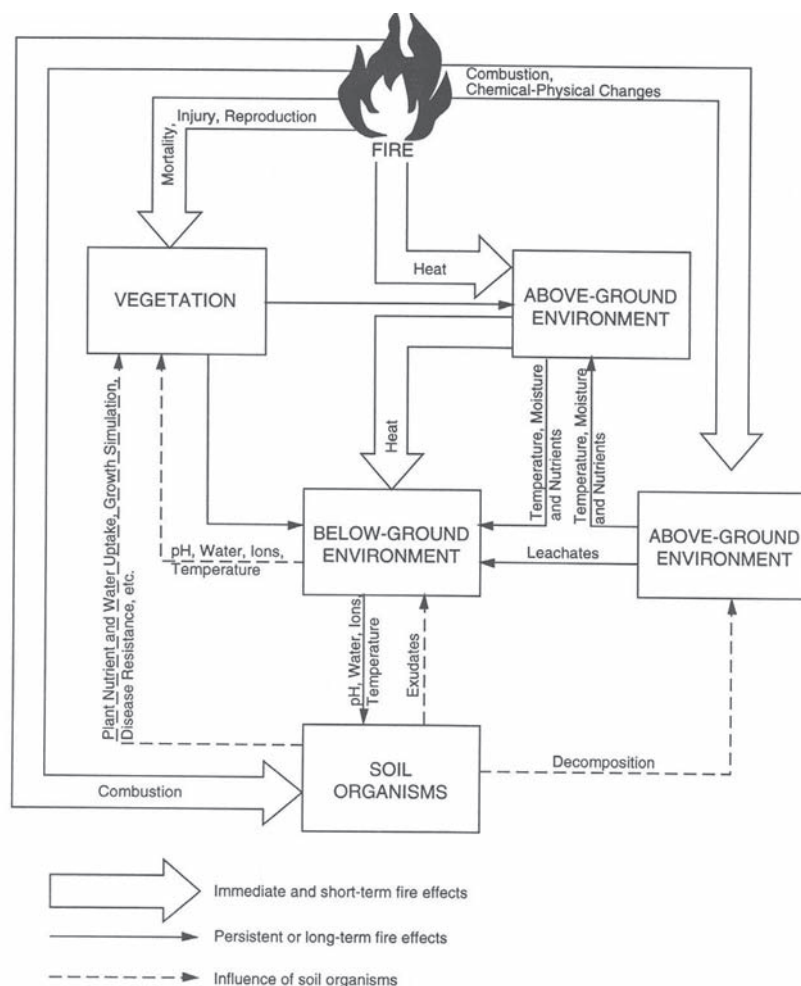 Combustion,
Chemical-Physical Changes
Injury, Reproduction
Mortality,
FIRE
Heat
VEGETATION
ABOVE-GROUND
ENVIRONMENT
Heat
Temperature, Moisture
and Nutrients
Temperature, Moisture
and Nutrients
Plant Nutrient and Water Uptake, Growth Simulation,
Disease Resistance, etc.
BELOW-GROUND
ENVIRONMENT
ABOVE-GROUND
ENVIRONMENT
pH, Water, Ions,
Temperature
Leachates
pH, Water, Ions,
Temperature
Exudates
SOIL
ORGANISMS
Decomposition
Combustion
Immediate and short-term fire effects
Persistent or long-term fire effects
Influence of soil organisms